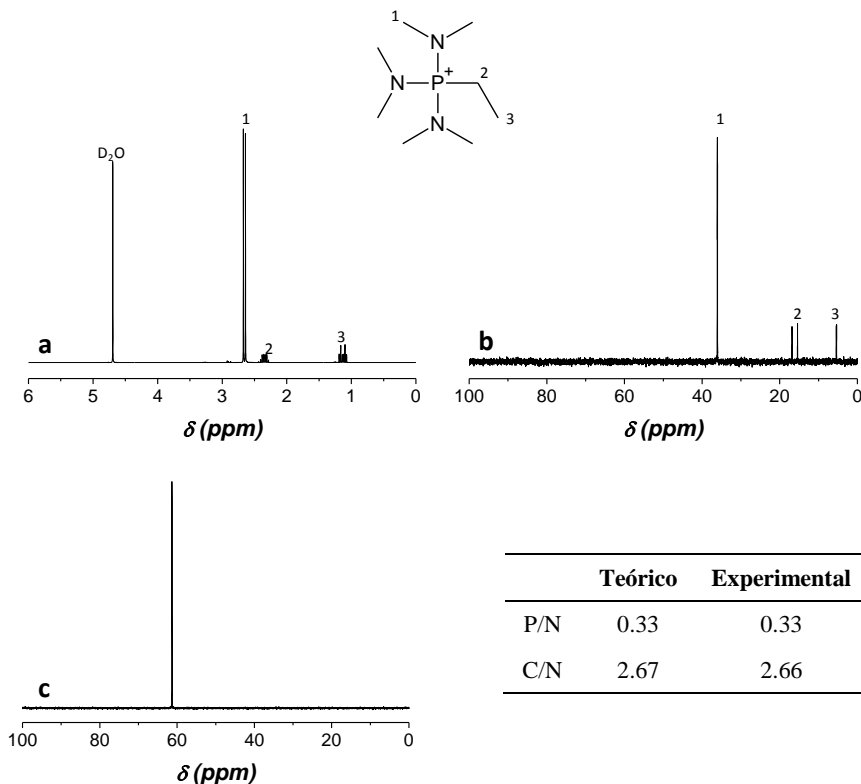 1
N
N
P+
2
N
3
D₂O
1
2
3
a
6 5 4 3 2 1 0
δ (ppm)
1
2
3
b
100 80 60 40 20 0
δ (ppm)
c
100 80 60 40 20 0
δ (ppm)
Teórico Experimental
P/N 0.33 0.33
C/N 2.67 2.66